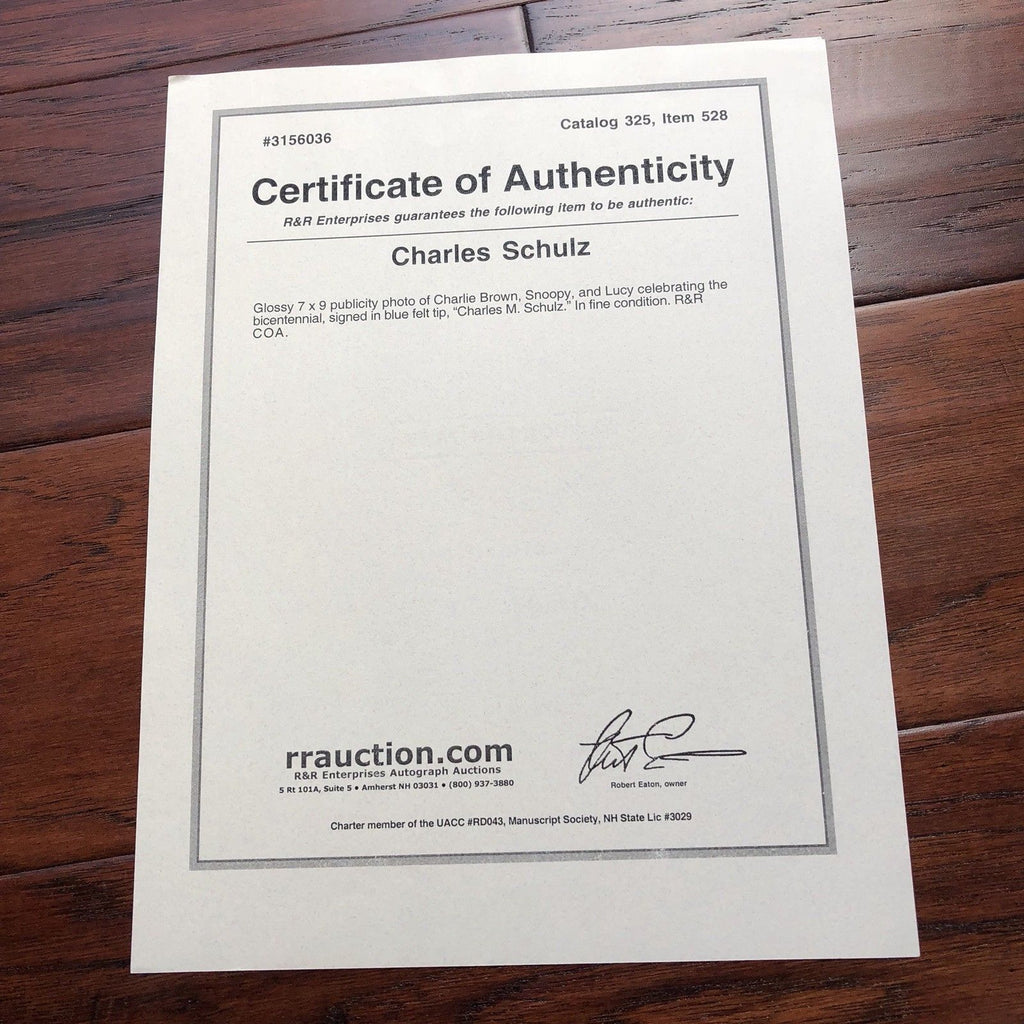 #3156036
Catalog 325, Item 528
Certificate of Authenticity
R&R Enterprises guarantees the following item to be authentic:
Charles Schulz
Glossy 7 x 9 publicity photo of Charlie Brown, Snoopy, and Lucy celebrating the
bicentennial, signed in blue felt tip, “Charles M. Schulz.” In fine condition. R&R
COA.
rrauction.com
R&R Enterprises Autograph Auctions
5 Rt 101A, Suite 5 • Amherst NH 03031 • (800) 937-3880
Robert Eaton, owner
Charter member of the UACC #RD043, Manuscript Society, NH State Lic #3029